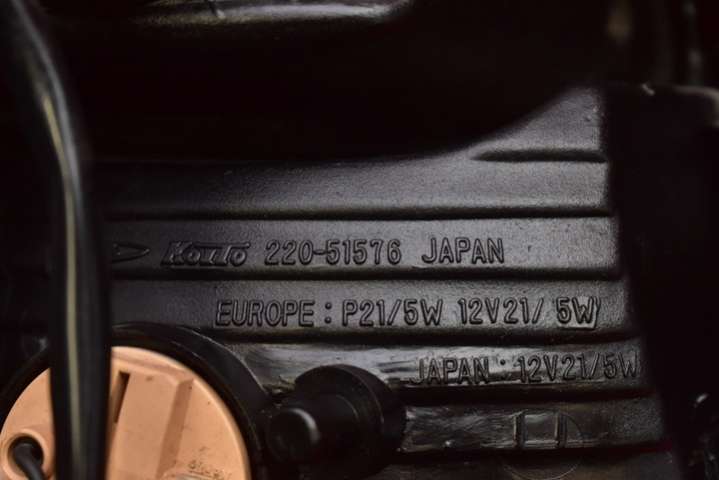 Koito 220-51576 JAPAN
EUROPE : P21/5W 12V21/ 5W
JAPAN : 12V21/5W